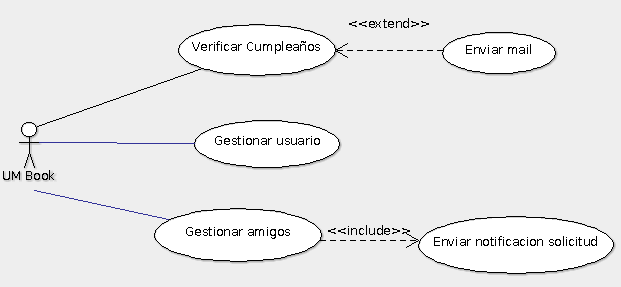 <<extend>>
Verificar Cumpleaños
Enviar mail
Gestionar usuario
UM Book
Gestionar amigos
<<include>>
Enviar notificacion solicitud